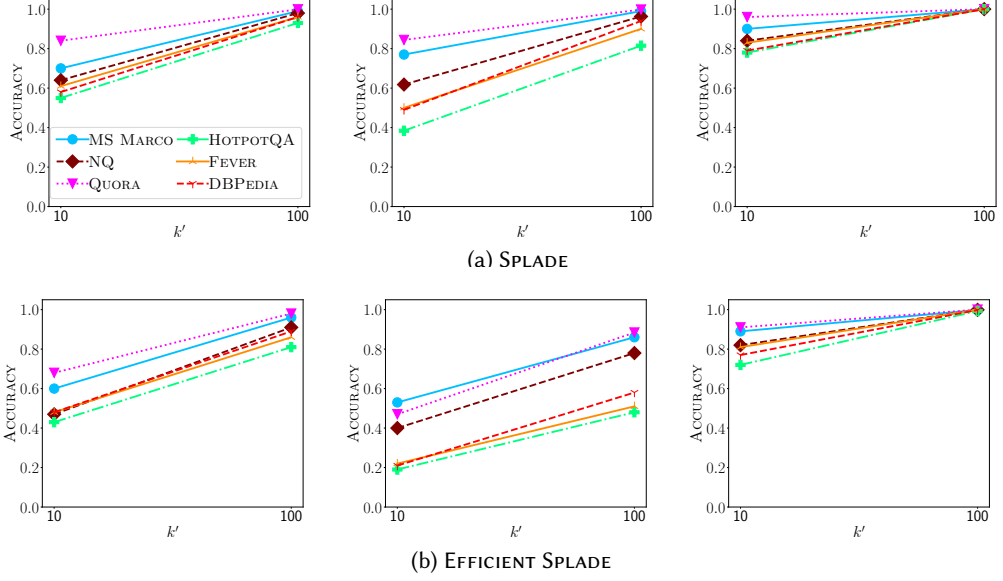 1.0
0.8
0.6
0.4
0.2
0.0
ACCURACY
MS MARCO
NQ
QUORA
HOTPOTQA
FEVER
DBPEDIA
10 100
k′
1.0
0.8
0.6
0.4
0.2
0.0
ACCURACY
10 100
k′
1.0
0.8
0.6
0.4
0.2
0.0
ACCURACY
10 100
k′
(a) SPLADE
1.0
0.8
0.6
0.4
0.2
0.0
ACCURACY
10 100
k′
1.0
0.8
0.6
0.4
0.2
0.0
ACCURACY
10 100
k′
1.0
0.8
0.6
0.4
0.2
0.0
ACCURACY
10 100
k′
(b) EFFICIENT SPLADE